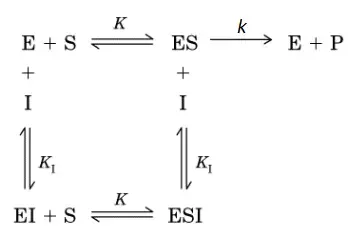 K k
E + S ES E + P
+ +
I I
K_I K_I
K
EI + S ESI